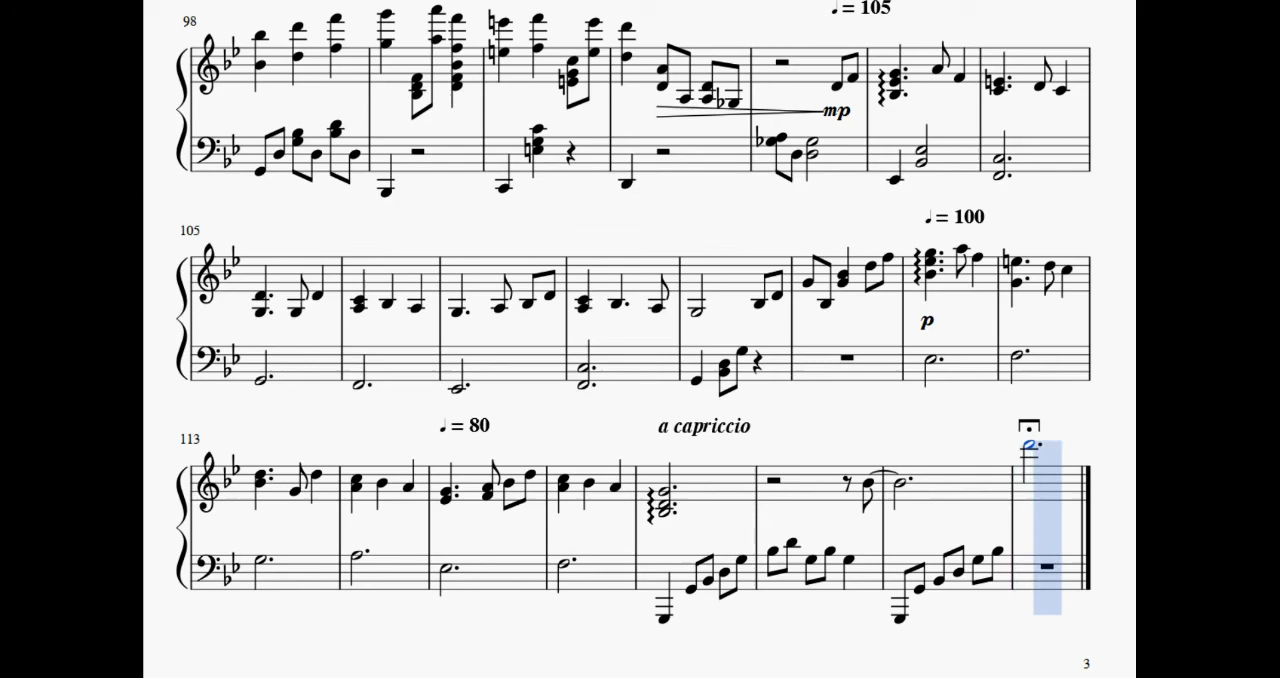 ♩ = 105
98
mp
♩ = 100
105
p
♩ = 80
a capriccio
113
3